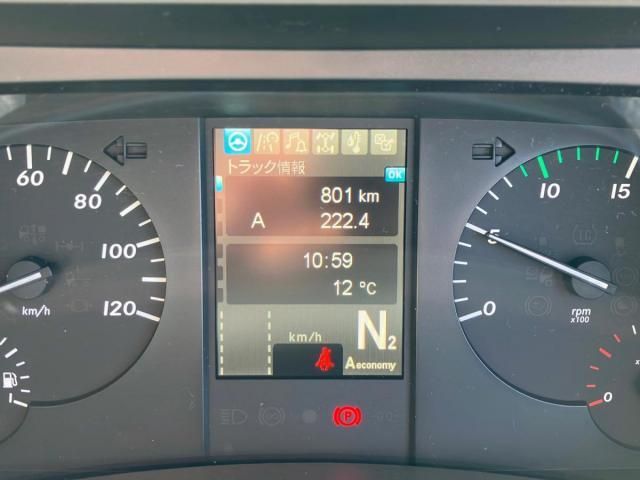 トラック情報
OK
801 km
A 222.4
10:59
12 °C
km/h
N2
A economy
60
80
100
120
km/h
0
5
10
15
rpm
x100
P
0